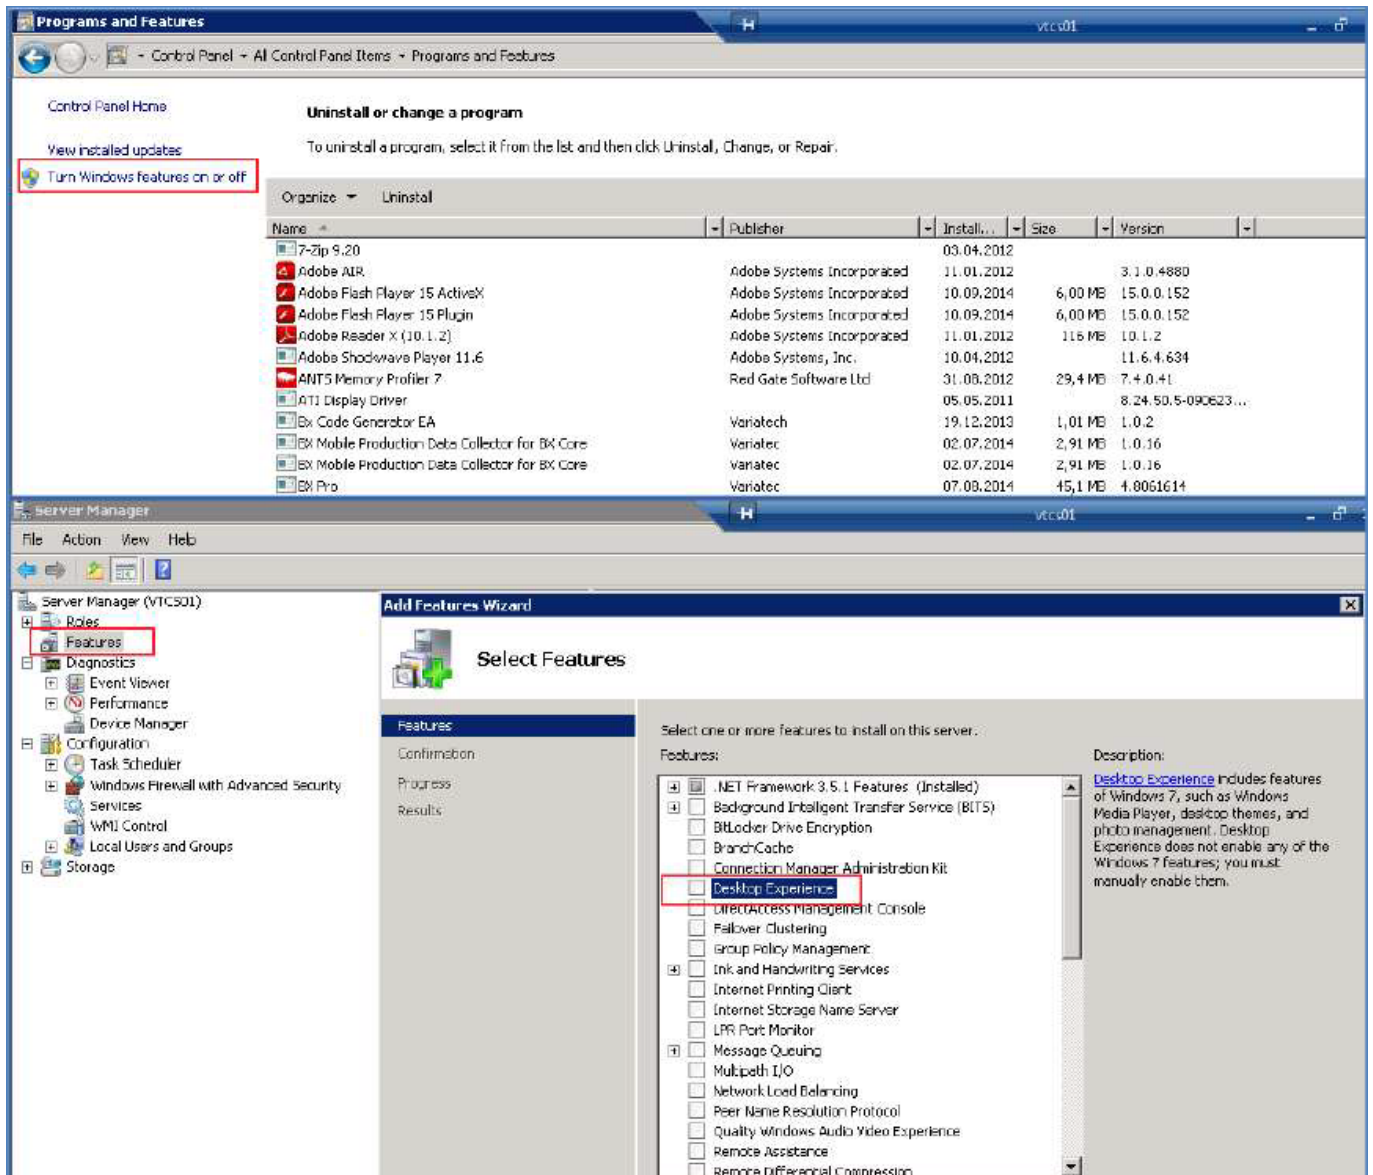 Programs and Features
vtcs01
Control Panel All Control Panel Items Programs and Features
Control Panel Home
Uninstall or change a program
View installed updates
To uninstall a program, select it from the list and then click Uninstall, Change, or Repair.
Turn Windows features on or off
Organize Uninstall
Name Publisher Install... Size Version
7-Zip 9.20 03.04.2012
Adobe AIR Adobe Systems Incorporated 11.01.2012 3.1.0.4880
Adobe Flash Player 15 ActiveX Adobe Systems Incorporated 10.09.2014 6,00 MB 15.0.0.152
Adobe Flash Player 15 Plugin Adobe Systems Incorporated 10.09.2014 6,00 MB 15.0.0.152
Adobe Reader X (10.1.2) Adobe Systems Incorporated 11.01.2012 116 MB 10.1.2
Adobe Shockwave Player 11.6 Adobe Systems, Inc. 10.04.2012 11.6.4.634
ANTS Memory Profiler 7 Red Gate Software Ltd 31.08.2012 29,4 MB 7.4.0.41
ATI Display Driver 05.05.2011 8.24.50.5-090623...
Bx Code Generator EA Variatech 19.12.2013 1,01 MB 1.0.2
BX Mobile Production Data Collector for BX Core Variatec 02.07.2014 2,91 MB 1.0.16
BX Mobile Production Data Collector for BX Core Variatec 02.07.2014 2,91 MB 1.0.16
BX Pro Variatec 07.08.2014 45,1 MB 4.8061614
Server Manager
vtcs01
File Action View Help
Server Manager (VTCS01)
Roles
Features
Diagnostics
Event Viewer
Performance
Device Manager
Configuration
Task Scheduler
Windows Firewall with Advanced Security
Services
WMI Control
Local Users and Groups
Storage
Add Features Wizard
Select Features
Features
Confirmation
Progress
Results
Select one or more features to install on this server.
Features:
.NET Framework 3.5.1 Features (Installed)
Background Intelligent Transfer Service (BITS)
BitLocker Drive Encryption
BranchCache
Connection Manager Administration Kit
Desktop Experience
DirectAccess Management Console
Failover Clustering
Group Policy Management
Ink and Handwriting Services
Internet Printing Client
Internet Storage Name Server
LPR Port Monitor
Message Queuing
Multipath I/O
Network Load Balancing
Peer Name Resolution Protocol
Quality Windows Audio Video Experience
Remote Assistance
Remote Differential Compression
Description:
Desktop Experience includes features
of Windows 7, such as Windows
Media Player, desktop themes, and
photo management. Desktop
Experience does not enable any of the
Windows 7 features; you must
manually enable them.